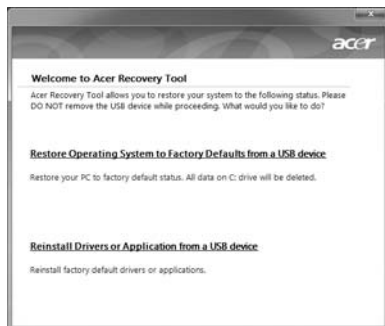 acer
Welcome to Acer Recovery Tool
Acer Recovery Tool allows you to restore your system to the following status. Please
DO NOT remove the USB device while proceeding. What would you like to do?
Restore Operating System to Factory Defaults from a USB device
Restore your PC to factory default status. All data on C: drive will be deleted.
Reinstall Drivers or Application from a USB device
Reinstall factory default drivers or applications.